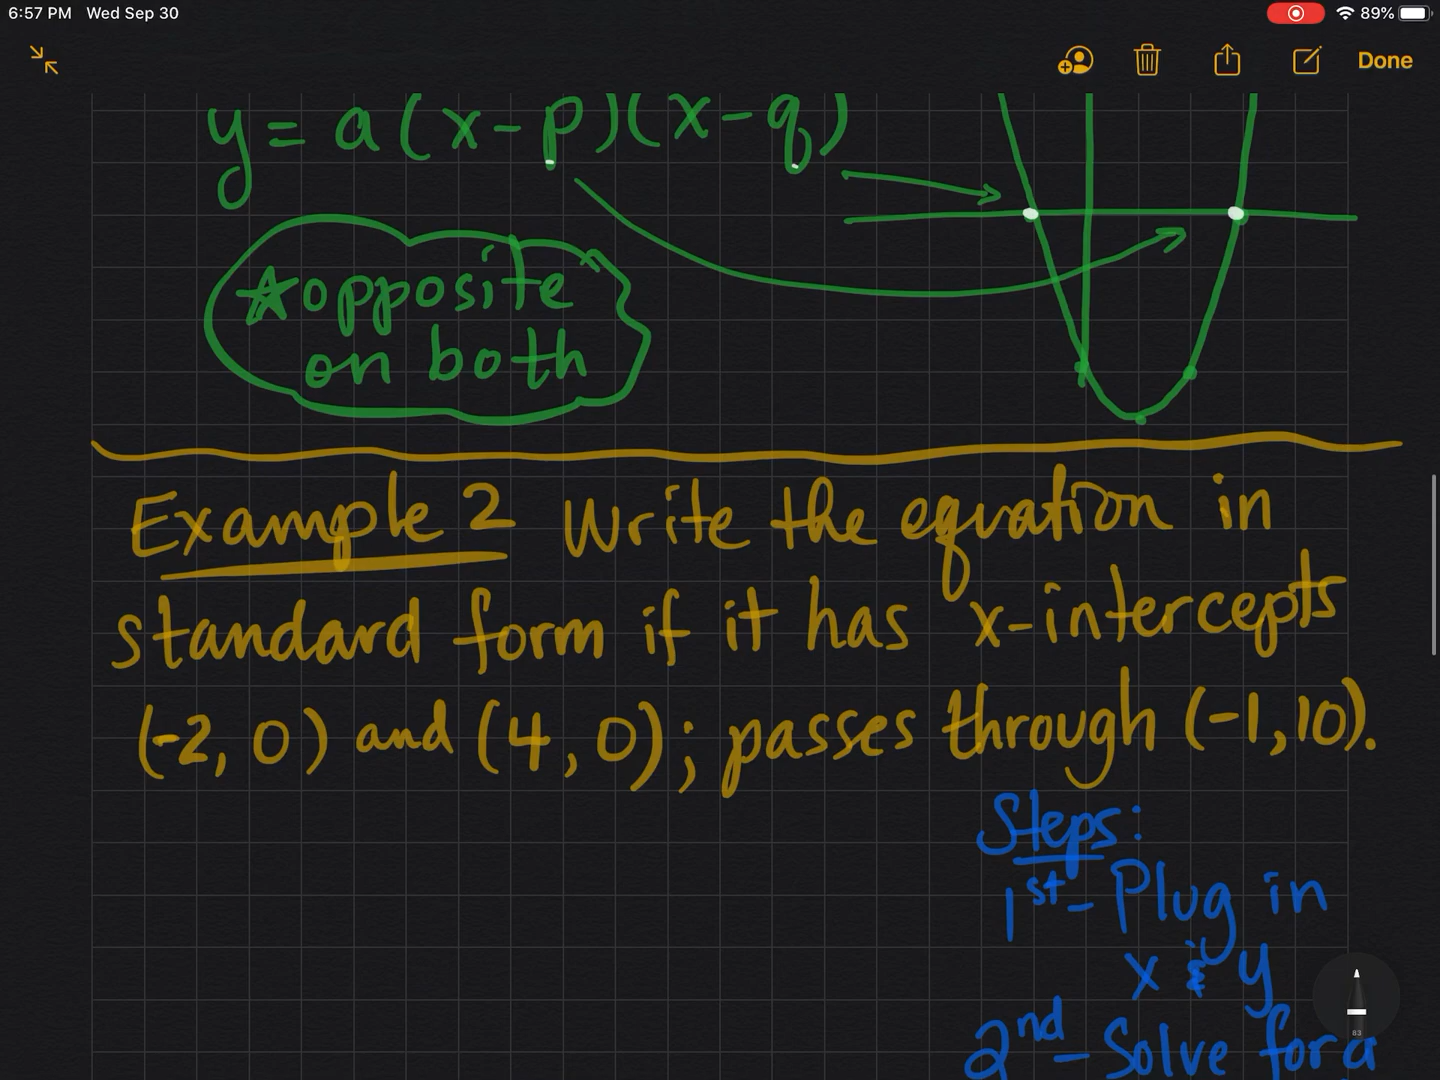 6:57 PM Wed Sep 30
89%
Done
y = a(x-p)(x-q)
opposite
on both
Example 2 Write the equation in
standard form if it has x-intercepts
(-2, 0) and (4, 0); passes through (-1, 10).
Steps:
1st- Plug in
x & y
2nd- Solve for a
83